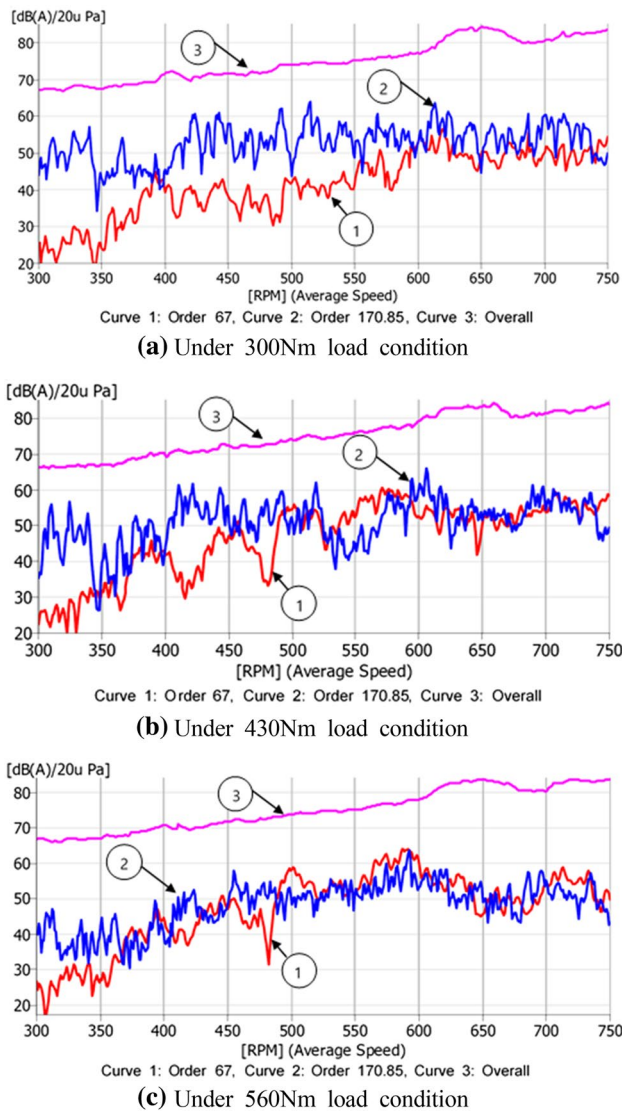 [dB(A)/20u Pa]
80
70
60
50
40
30
20
3
2
1
300 350 400 450 500 550 600 650 700 750
[RPM] (Average Speed)
Curve 1: Order 67, Curve 2: Order 170.85, Curve 3: Overall
(a) Under 300Nm load condition
[dB(A)/20u Pa]
80
70
60
50
40
30
20
3
2
1
300 350 400 450 500 550 600 650 700 750
[RPM] (Average Speed)
Curve 1: Order 67, Curve 2: Order 170.85, Curve 3: Overall
(b) Under 430Nm load condition
[dB(A)/20u Pa]
80
70
60
50
40
30
20
3
2
1
300 350 400 450 500 550 600 650 700 750
[RPM] (Average Speed)
Curve 1: Order 67, Curve 2: Order 170.85, Curve 3: Overall
(c) Under 560Nm load condition